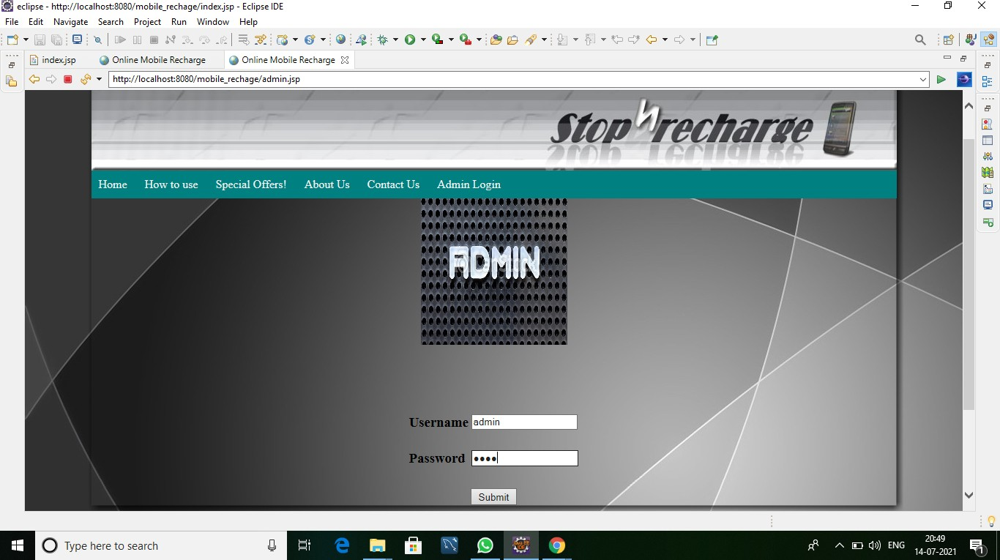 eclipse - http://localhost:8080/mobile_rechage/index.jsp - Eclipse IDE
File Edit Navigate Search Project Run Window Help
index.jsp Online Mobile Recharge Online Mobile Recharge
http://localhost:8080/mobile_rechage/admin.jsp
Stop n recharge
Home How to use Special Offers! About Us Contact Us Admin Login
ADMIN
Username admin
Password ••••
Submit
Type here to search
ENG
20:49
14-07-2021
1